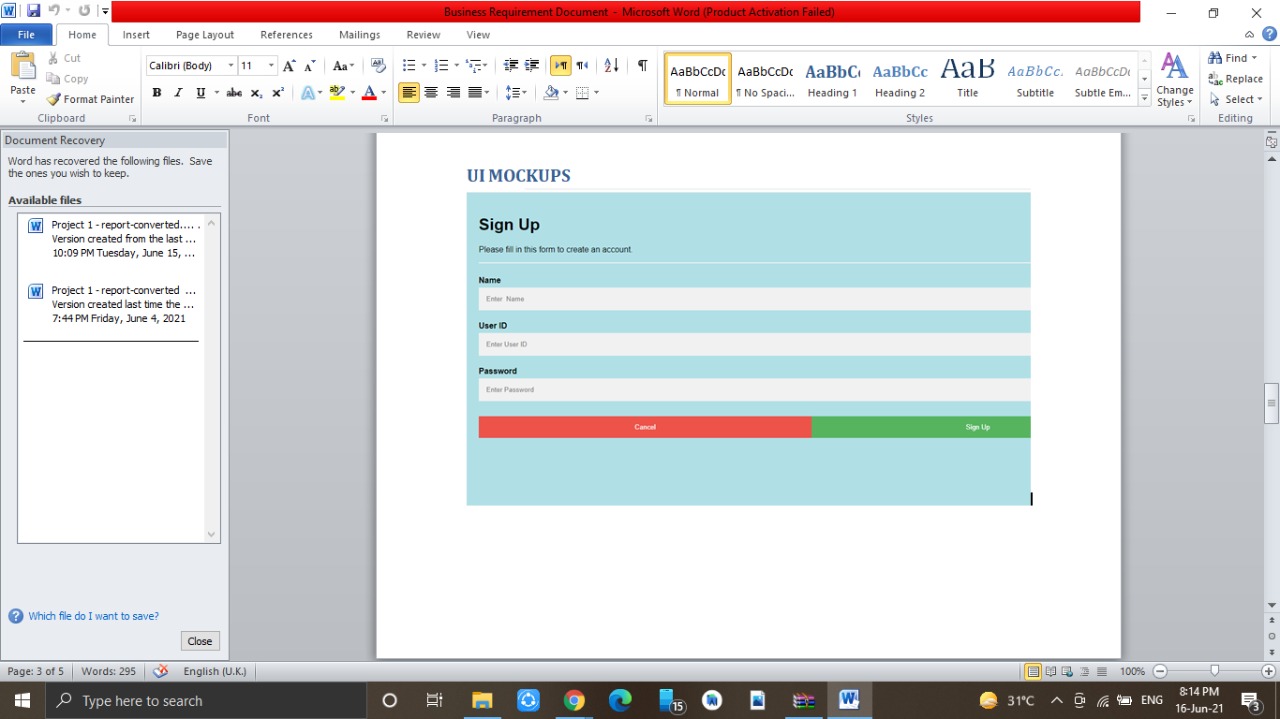 Business Requirement Document - Microsoft Word (Product Activation Failed)
File Home Insert Page Layout References Mailings Review View
Paste
Cut
Copy
Format Painter
Clipboard
Calibri (Body) 11
Font
Paragraph
AaBbCcDc AaBbCcDc AaBbC AaBbCc AaB AaBbCc. AaBbCcDc
¶ Normal ¶ No Spaci... Heading 1 Heading 2 Title Subtitle Subtle Em...
Change
Styles
Styles
Find
Replace
Select
Editing
Document Recovery
Word has recovered the following files. Save
the ones you wish to keep.
Available files
Project 1 - report-converted.... .
Version created from the last ...
10:09 PM Tuesday, June 15, ...
Project 1 - report-converted ...
Version created last time the ...
7:44 PM Friday, June 4, 2021
Which file do I want to save?
Close
UI MOCKUPS
Sign Up
Please fill in this form to create an account.
Name
Enter Name
User ID
Enter User ID
Password
Enter Password
Cancel Sign Up
Page: 3 of 5 Words: 295 English (U.K.) 100%
Type here to search
15
31°C ENG
8:14 PM
16-Jun-21
3